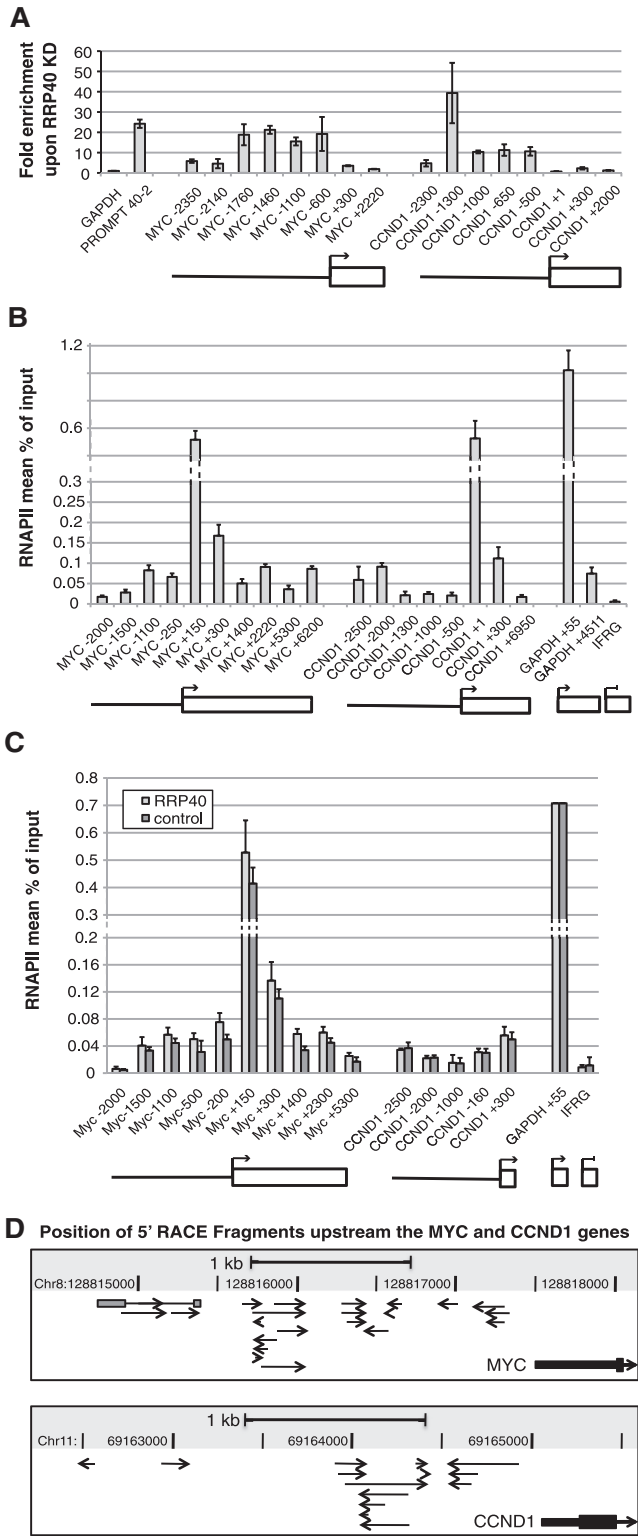 A
Fold enrichment
upon RRP40 KD
60
50
40
30
20
10
0
GAPDH
PROMPT 40-2
MYC -2350
MYC -2140
MYC -1760
MYC -1460
MYC -1100
MYC -600
MYC +300
MYC +2220
CCND1 -2300
CCND1 -1300
CCND1 -1000
CCND1 -650
CCND1 -500
CCND1 +1
CCND1 +300
CCND1 +2000
B
RNAPII mean % of input
1.2
0.6
0.3
0.25
0.2
0.15
0.1
0.05
0
MYC -2000
MYC -1500
MYC -1100
MYC -250
MYC +150
MYC +300
MYC +1400
MYC +2220
MYC +5300
MYC +6200
CCND1 -2500
CCND1 -2000
CCND1 -1300
CCND1 -1000
CCND1 -500
CCND1 +1
CCND1 +300
CCND1 +6950
GAPDH +55
GAPDH +4511
IFRG
C
RNAPII mean % of input
0.8
0.7
0.6
0.5
0.4
0.3
0.2
0.16
0.12
0.08
0.04
0
RRP40
control
Myc -2000
Myc-1500
Myc-1100
Myc-500
Myc -200
Myc +150
Myc+300
Myc +1400
Myc +2300
Myc +5300
CCND1 -2500
CCND1 -2000
CCND1 -1000
CCND1 -160
CCND1 +300
GAPDH +55
IFRG
D Position of 5' RACE Fragments upstream the MYC and CCND1 genes
1 kb
Chr8:128815000 128816000 128817000 128818000
MYC
1 kb
Chr11: 69163000 69164000 69165000
CCND1